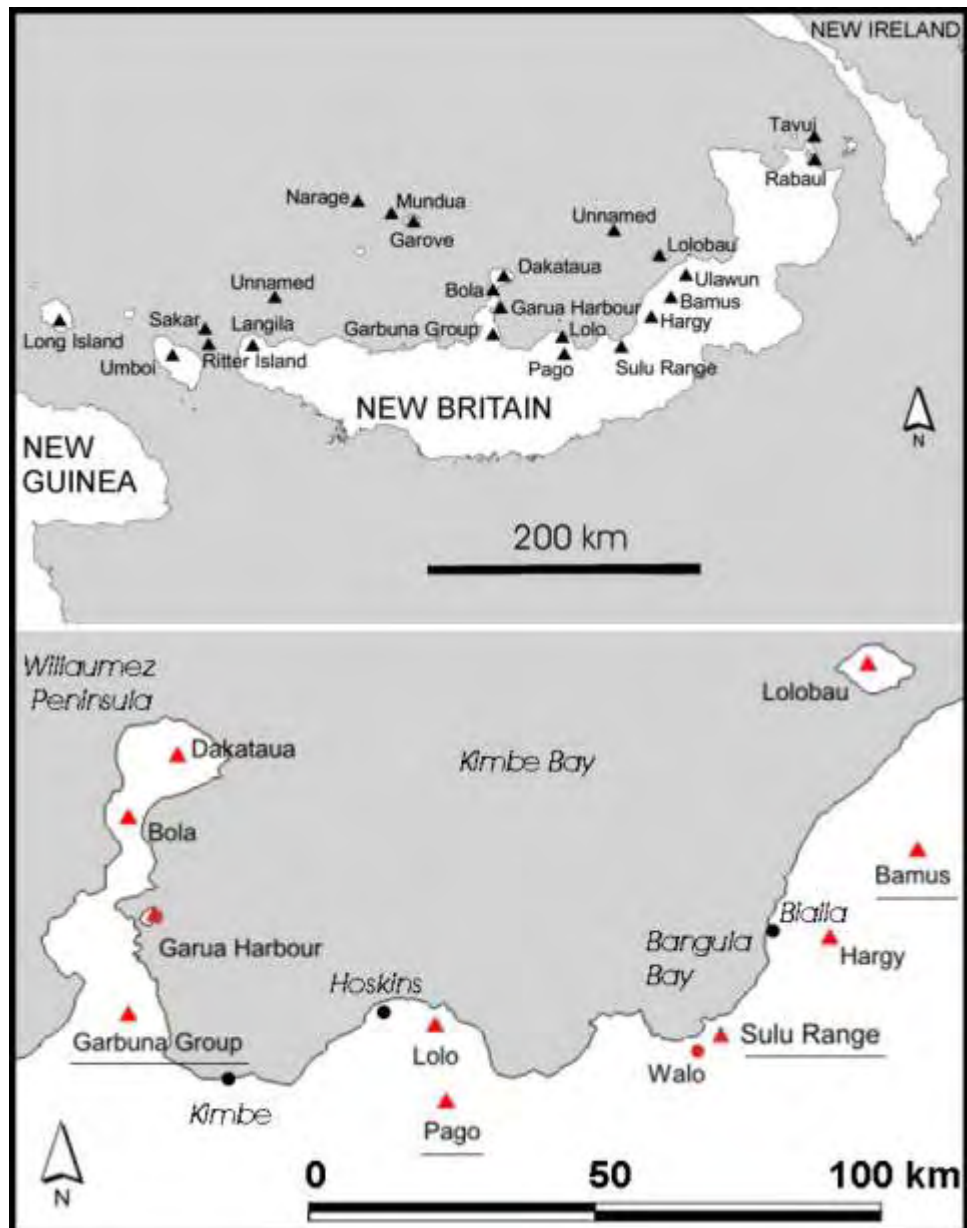 NEW IRELAND
Tavui
Rabaul
Narage
Mundua
Garove
Unnamed
Lolobau
Dakataua
Ulawun
Bola
Unnamed
Bamus
Garua Harbour
Hargy
Sakar
Langila
Garbuna Group
Lolo
Long Island
Ritter Island
Umboi
Pago
Sulu Range
NEW BRITAIN
NEW
GUINEA
N
200 km
Willaumez
Peninsula
Lolobau
Dakataua
Kimbe Bay
Bola
Bamus
Bialla
Garua Harbour
Bangula
Bay
Hargy
Hoskins
Garbuna Group
Lolo
Sulu Range
Walo
Kimbe
Pago
N
0 50 100 km